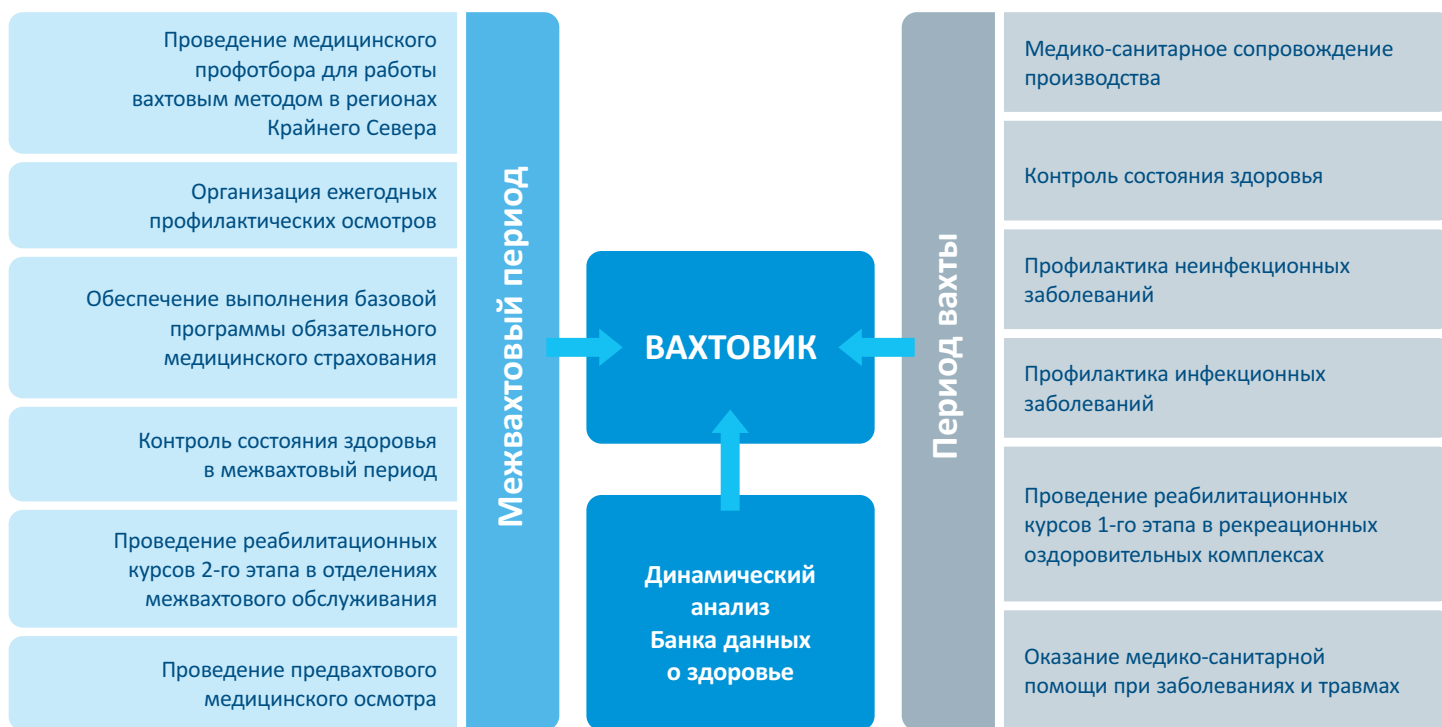 Проведение медицинского
профотбора для работы
вахтовым методом в регионах
Крайнего Севера
Организация ежегодных
профилактических осмотров
Обеспечение выполнения базовой
программы обязательного
медицинского страхования
Контроль состояния здоровья
в межвахтовый период
Проведение реабилитационных
курсов 2-го этапа в отделениях
межвахтового обслуживания
Проведение предвахтового
медицинского осмотра
Межвахтовый период
ВАХТОВИК
Динамический
анализ
Банка данных
о здоровье
Период вахты
Медико-санитарное сопровождение
производства
Контроль состояния здоровья
Профилактика неинфекционных
заболеваний
Профилактика инфекционных
заболеваний
Проведение реабилитационных
курсов 1-го этапа в рекреационных
оздоровительных комплексах
Оказание медико-санитарной
помощи при заболеваниях и травмах